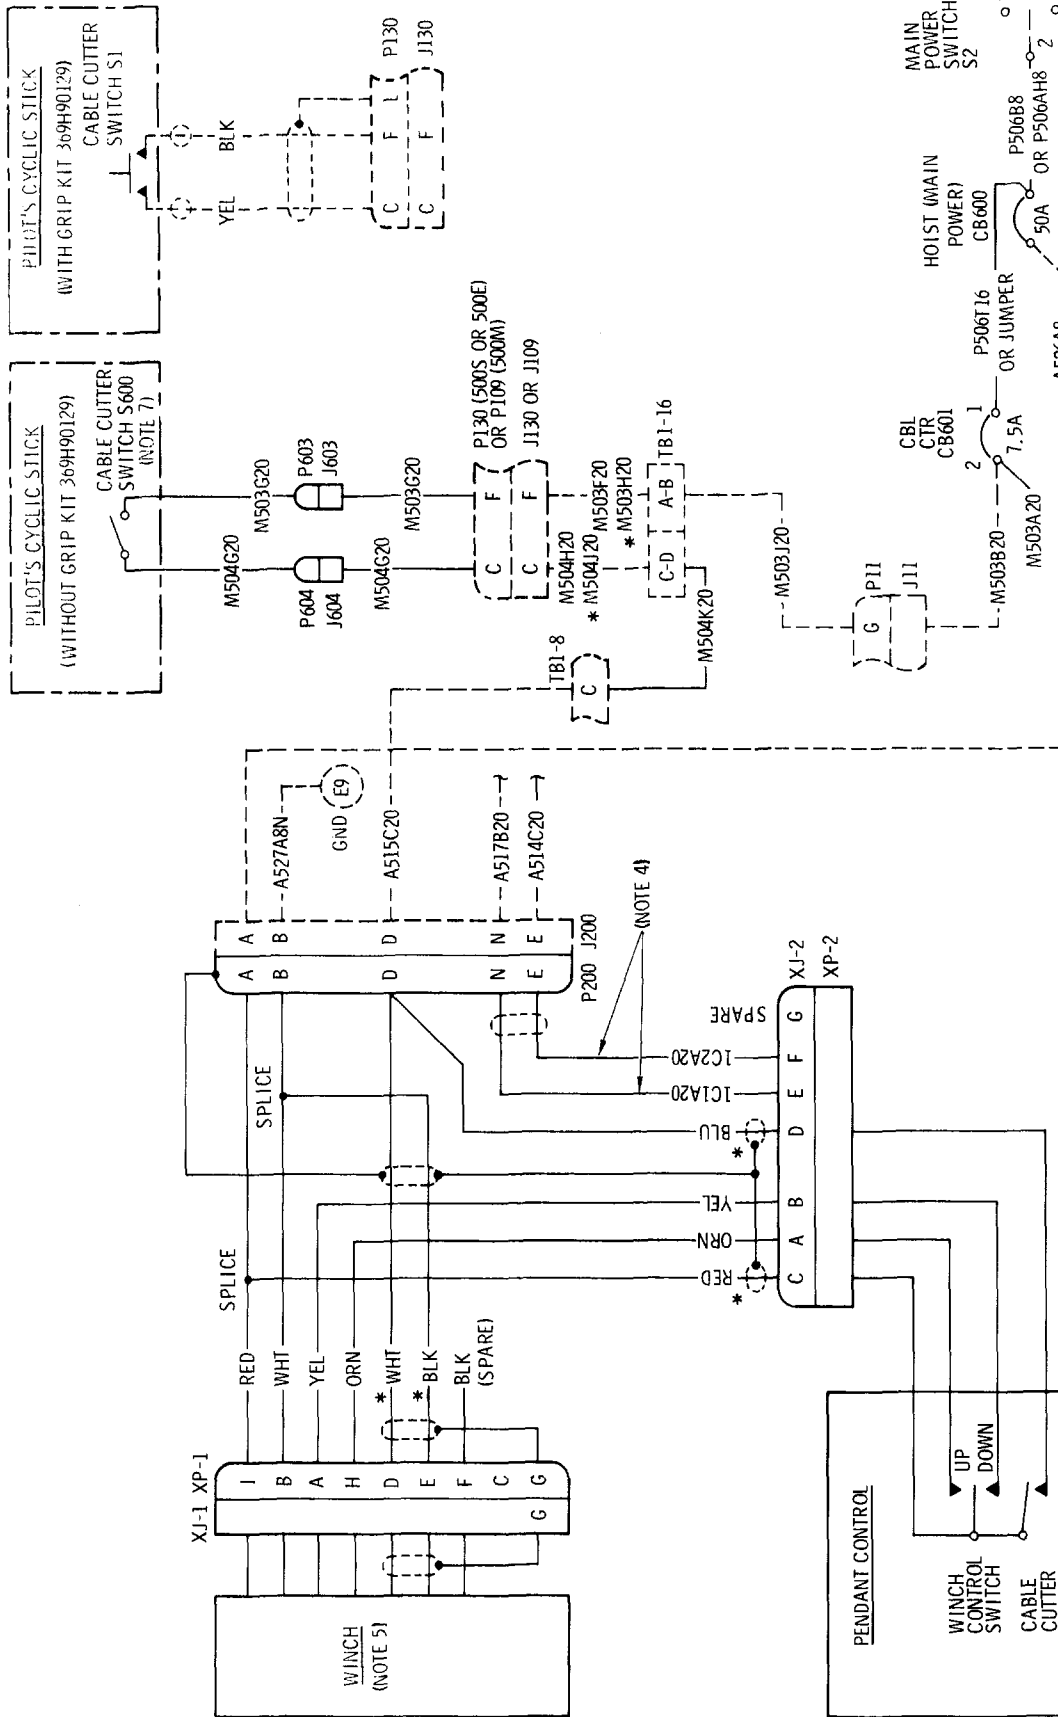 PILOT'S CYCLIC STICK
(WITH GRIP KIT 369H90129)
CABLE CUTTER
SWITCH S1
YEL
BLK
C F L
P130
C F
J130
PILOT'S CYCLIC STICK
(WITHOUT GRIP KIT 369H90129)
CABLE CUTTER
SWITCH S600
(NOTE 7)
M504G20
M503G20
P604
J604
P603
J603
M504G20
M503G20
C F
P130 (500S OR 500E)
OR P109 (500M)
C F
J130 OR J109
M504H20
* M504J20
M503F20
* M503H20
C-D A-B
TB1-16
M504K20
M503J20
TB1-8
C
G
P11
J11
M503B20
M503A20
CBL
CTR
CB601
2 1
7.5A
P506T16
OR JUMPER
HOIST (MAIN
POWER)
CB600
50A
P506B8
OR P506AH8
MAIN
POWER
SWITCH
S2
2
WINCH
(NOTE 5)
XJ-1 XP-1
I
B
A
H
D
E
F
C
G G
RED
WHT
YEL
ORN
* WHT
* BLK
BLK
(SPARE)
SPLICE
SPLICE
A A
B B
D D
N N
E E
P200 J200
A527A8N
GND
E9
A515C20
A517B20
A514C20
(NOTE 4)
* RED
ORN
YEL
* BLU
1C1A20
1C2A20
SPARE
C A B D E F G
XJ-2
XP-2
PENDANT CONTROL
WINCH
CONTROL
SWITCH
UP
DOWN
CABLE
CUTTER